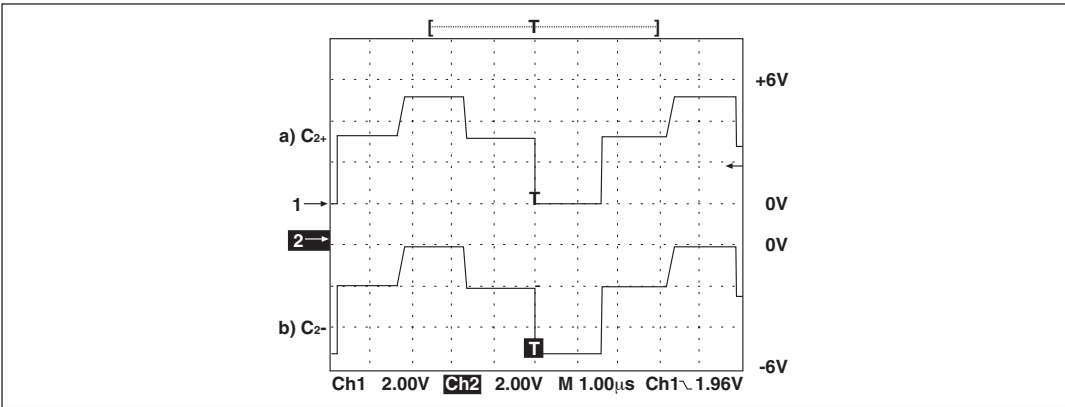 [ T ]
+6V
a) C2+
T
1 0V
2 0V
b) C2-
T
-6V
Ch1 2.00V Ch2 2.00V M 1.00µs Ch1 1.96V